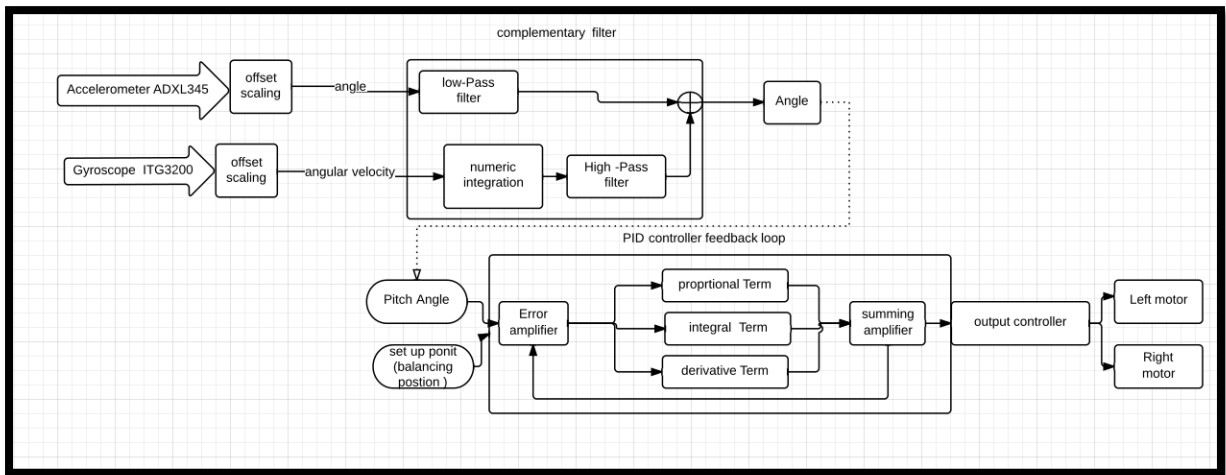 complementary filter
Accelerometer ADXL345
offset
scaling
angle
low-Pass
filter
Angle
Gyroscope ITG3200
offset
scaling
angular velocity
numeric
integration
High -Pass
filter
PID controller feedback loop
Pitch Angle
set up ponit
(balancing
postion )
Error
amplifier
proprtional Term
integral Term
derivative Term
summing
amplifier
output controller
Left motor
Right
motor